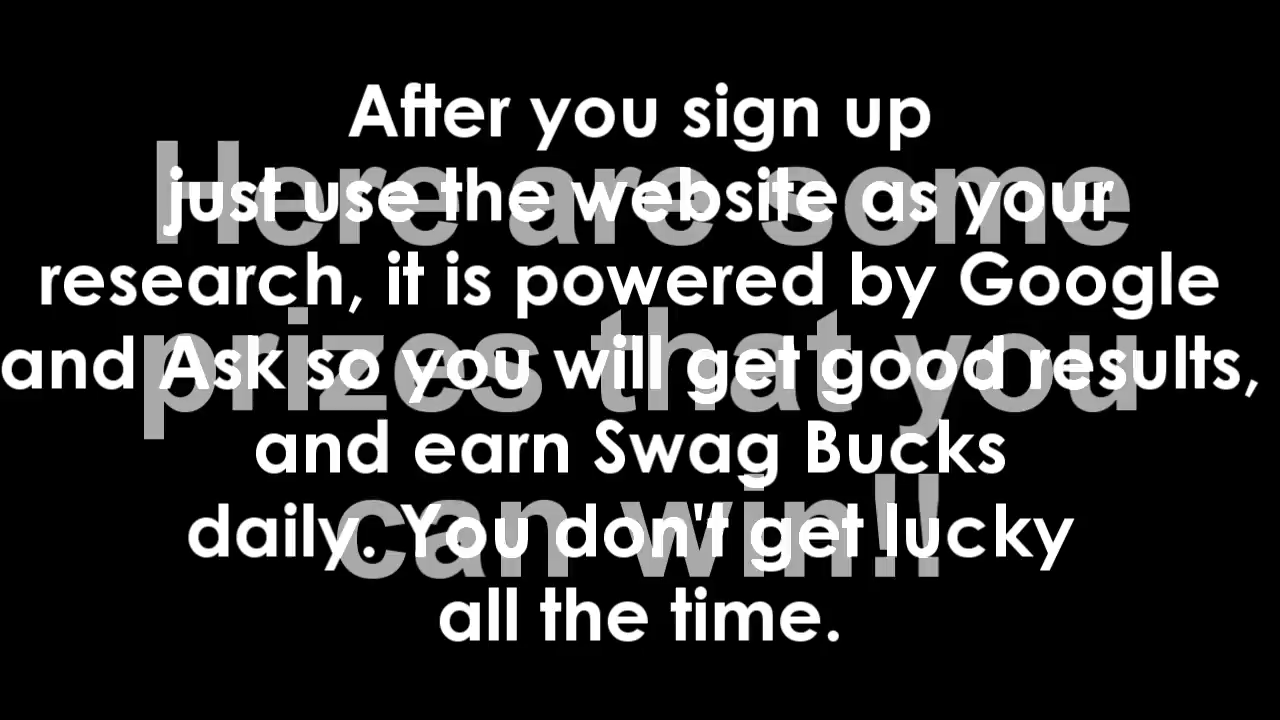 After you sign up
just use the website as your
research, it is powered by Google
and Ask so you will get good results,
and earn Swag Bucks
daily. You don't get lucky
all the time.
Here are some
prizes that you
can win!!